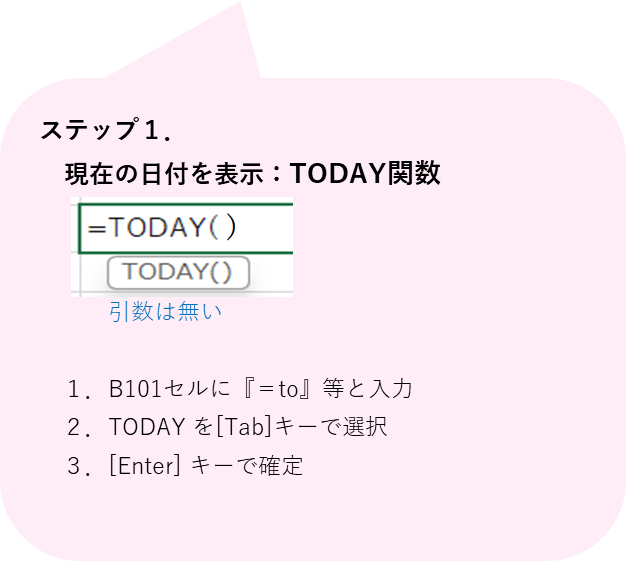 ステップ１．
現在の日付を表示：TODAY関数
=TODAY( )
TODAY()
引数は無い
１．B101セルに『＝to』等と入力
２．TODAY を[Tab]キーで選択
３．[Enter] キーで確定